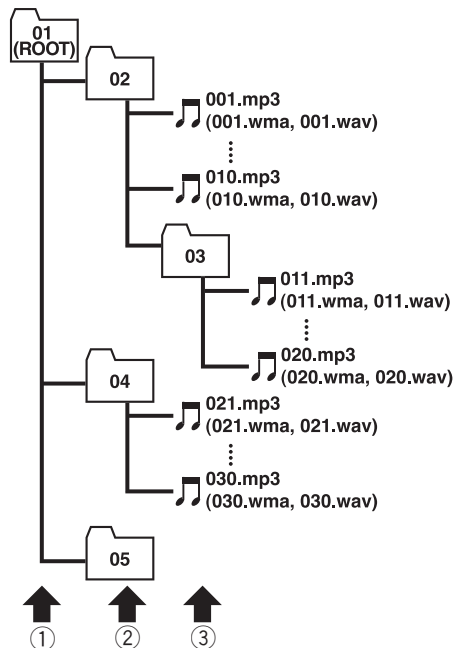 01
(ROOT)
02
001.mp3
(001.wma, 001.wav)
010.mp3
(010.wma, 010.wav)
03
011.mp3
(011.wma, 011.wav)
020.mp3
(020.wma, 020.wav)
04
021.mp3
(021.wma, 021.wav)
030.mp3
(030.wma, 030.wav)
05
① ② ③